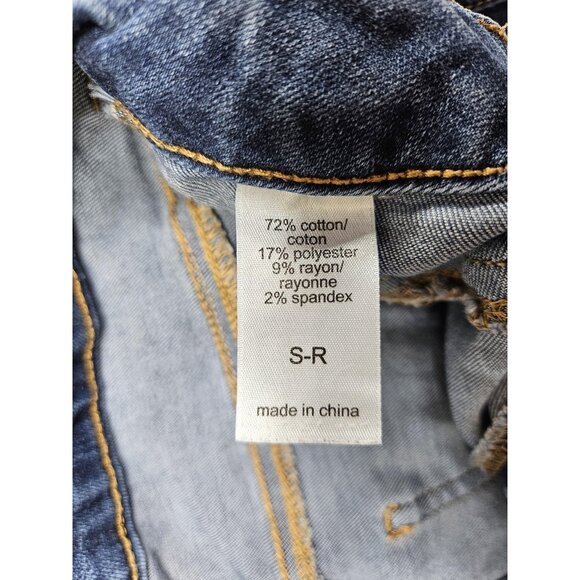 72% cotton/
coton
17% polyester
9% rayon/
rayonne
2% spandex
S-R
made in china